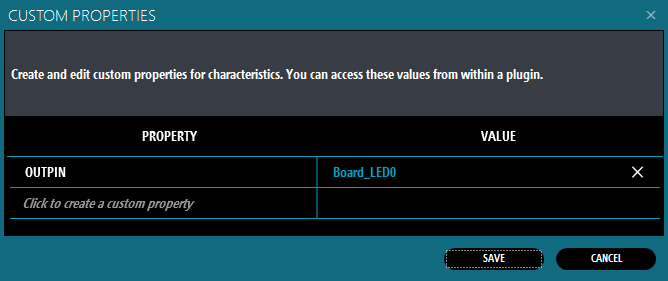 CUSTOM PROPERTIES
Create and edit custom properties for characteristics. You can access these values from within a plugin.
PROPERTY VALUE
OUTPIN Board_LED0
Click to create a custom property
SAVE CANCEL